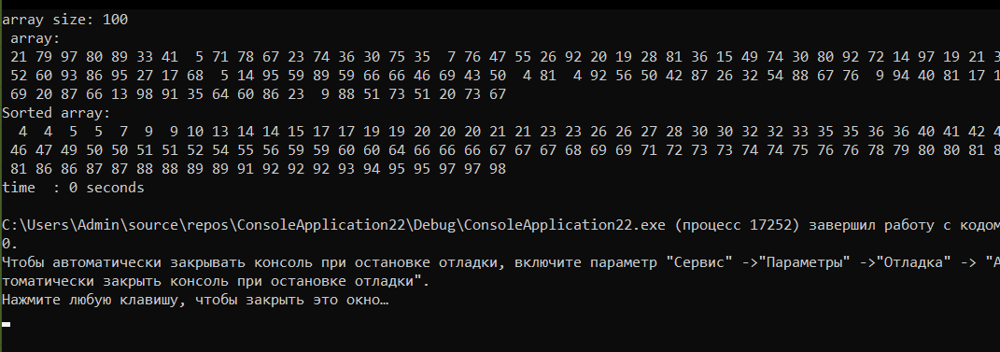 array size: 100
array:
21 79 97 80 89 33 41 5 71 78 67 23 74 36 30 75 35 7 76 47 55 26 92 20 19 28 81 36 15 49 74 30 80 92 72 14 97 19 21
52 60 93 86 95 27 17 68 5 14 95 59 89 59 66 66 46 69 43 50 4 81 4 92 56 50 42 87 26 32 54 88 67 76 9 94 40 81 17
69 20 87 66 13 98 91 35 64 60 86 23 9 88 51 73 51 20 73 67
Sorted array:
4 4 5 5 7 9 9 10 13 14 14 15 17 17 19 19 20 20 20 21 21 23 23 26 26 27 28 30 30 32 32 33 35 35 36 36 40 41 42
46 47 49 50 50 51 51 52 54 55 56 59 59 60 60 64 66 66 66 67 67 67 68 69 69 71 72 73 73 74 74 75 76 76 78 79 80 80 81
81 86 86 87 87 88 88 89 89 91 92 92 92 93 94 95 95 97 97 98
time : 0 seconds
C:\Users\Admin\source\repos\ConsoleApplication22\Debug\ConsoleApplication22.exe (процесс 17252) завершил работу с кодом
0.
Чтобы автоматически закрывать консоль при остановке отладки, включите параметр "Сервис" ->"Параметры" ->"Отладка" -> "А
томатически закрыть консоль при остановке отладки".
Нажмите любую клавишу, чтобы закрыть это окно…